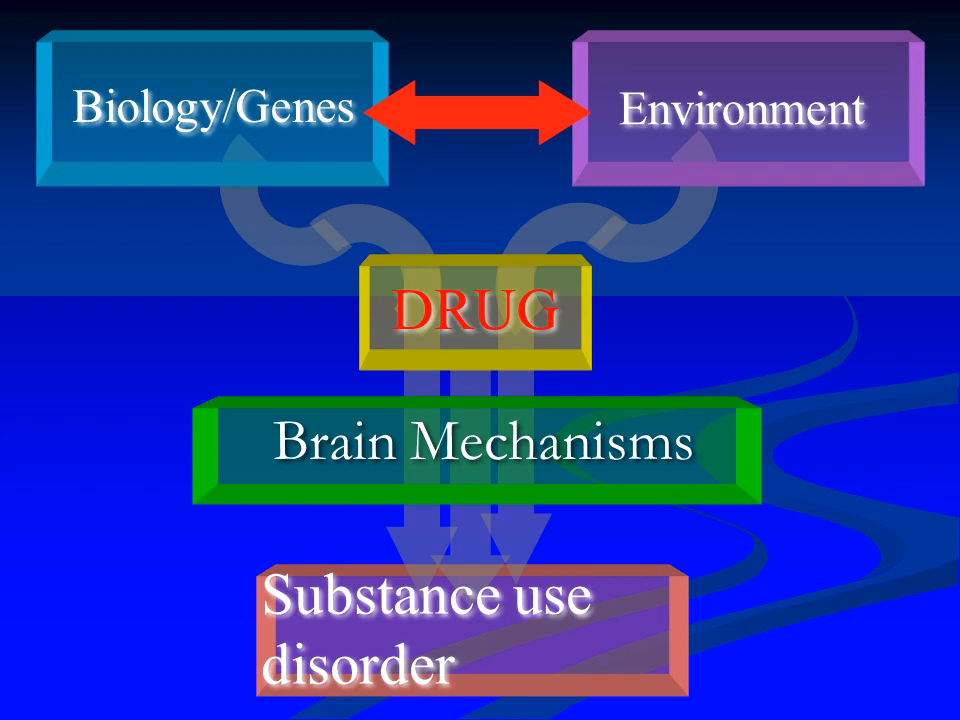 Biology/Genes
Environment
DRUG
Brain Mechanisms
Substance use
disorder